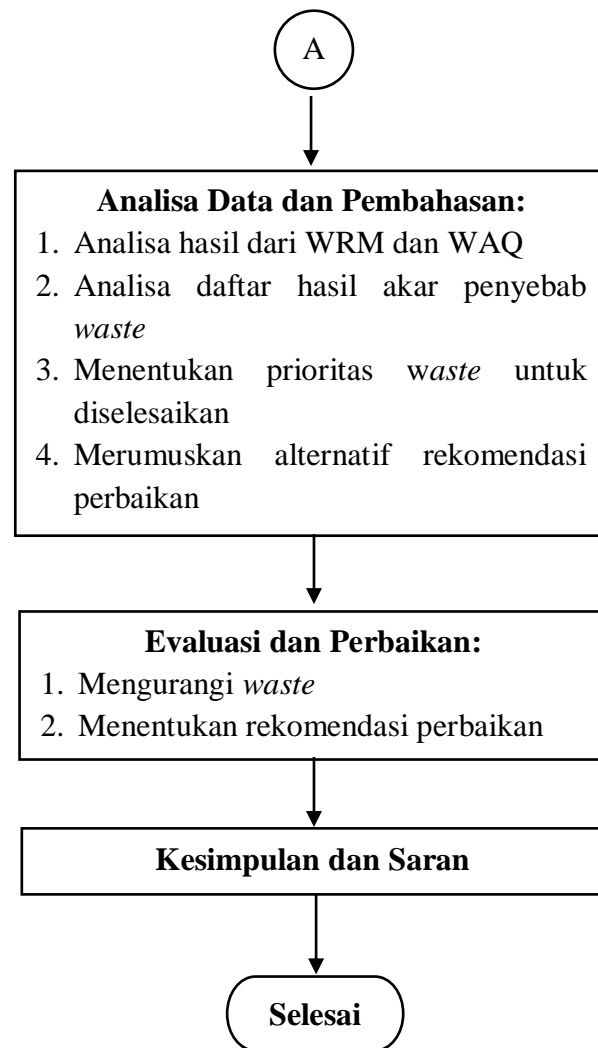 A
Analisa Data dan Pembahasan:
1. Analisa hasil dari WRM dan WAQ
2. Analisa daftar hasil akar penyebab
waste
3. Menentukan prioritas waste untuk
diselesaikan
4. Merumuskan alternatif rekomendasi
perbaikan
Evaluasi dan Perbaikan:
1. Mengurangi waste
2. Menentukan rekomendasi perbaikan
Kesimpulan dan Saran
Selesai